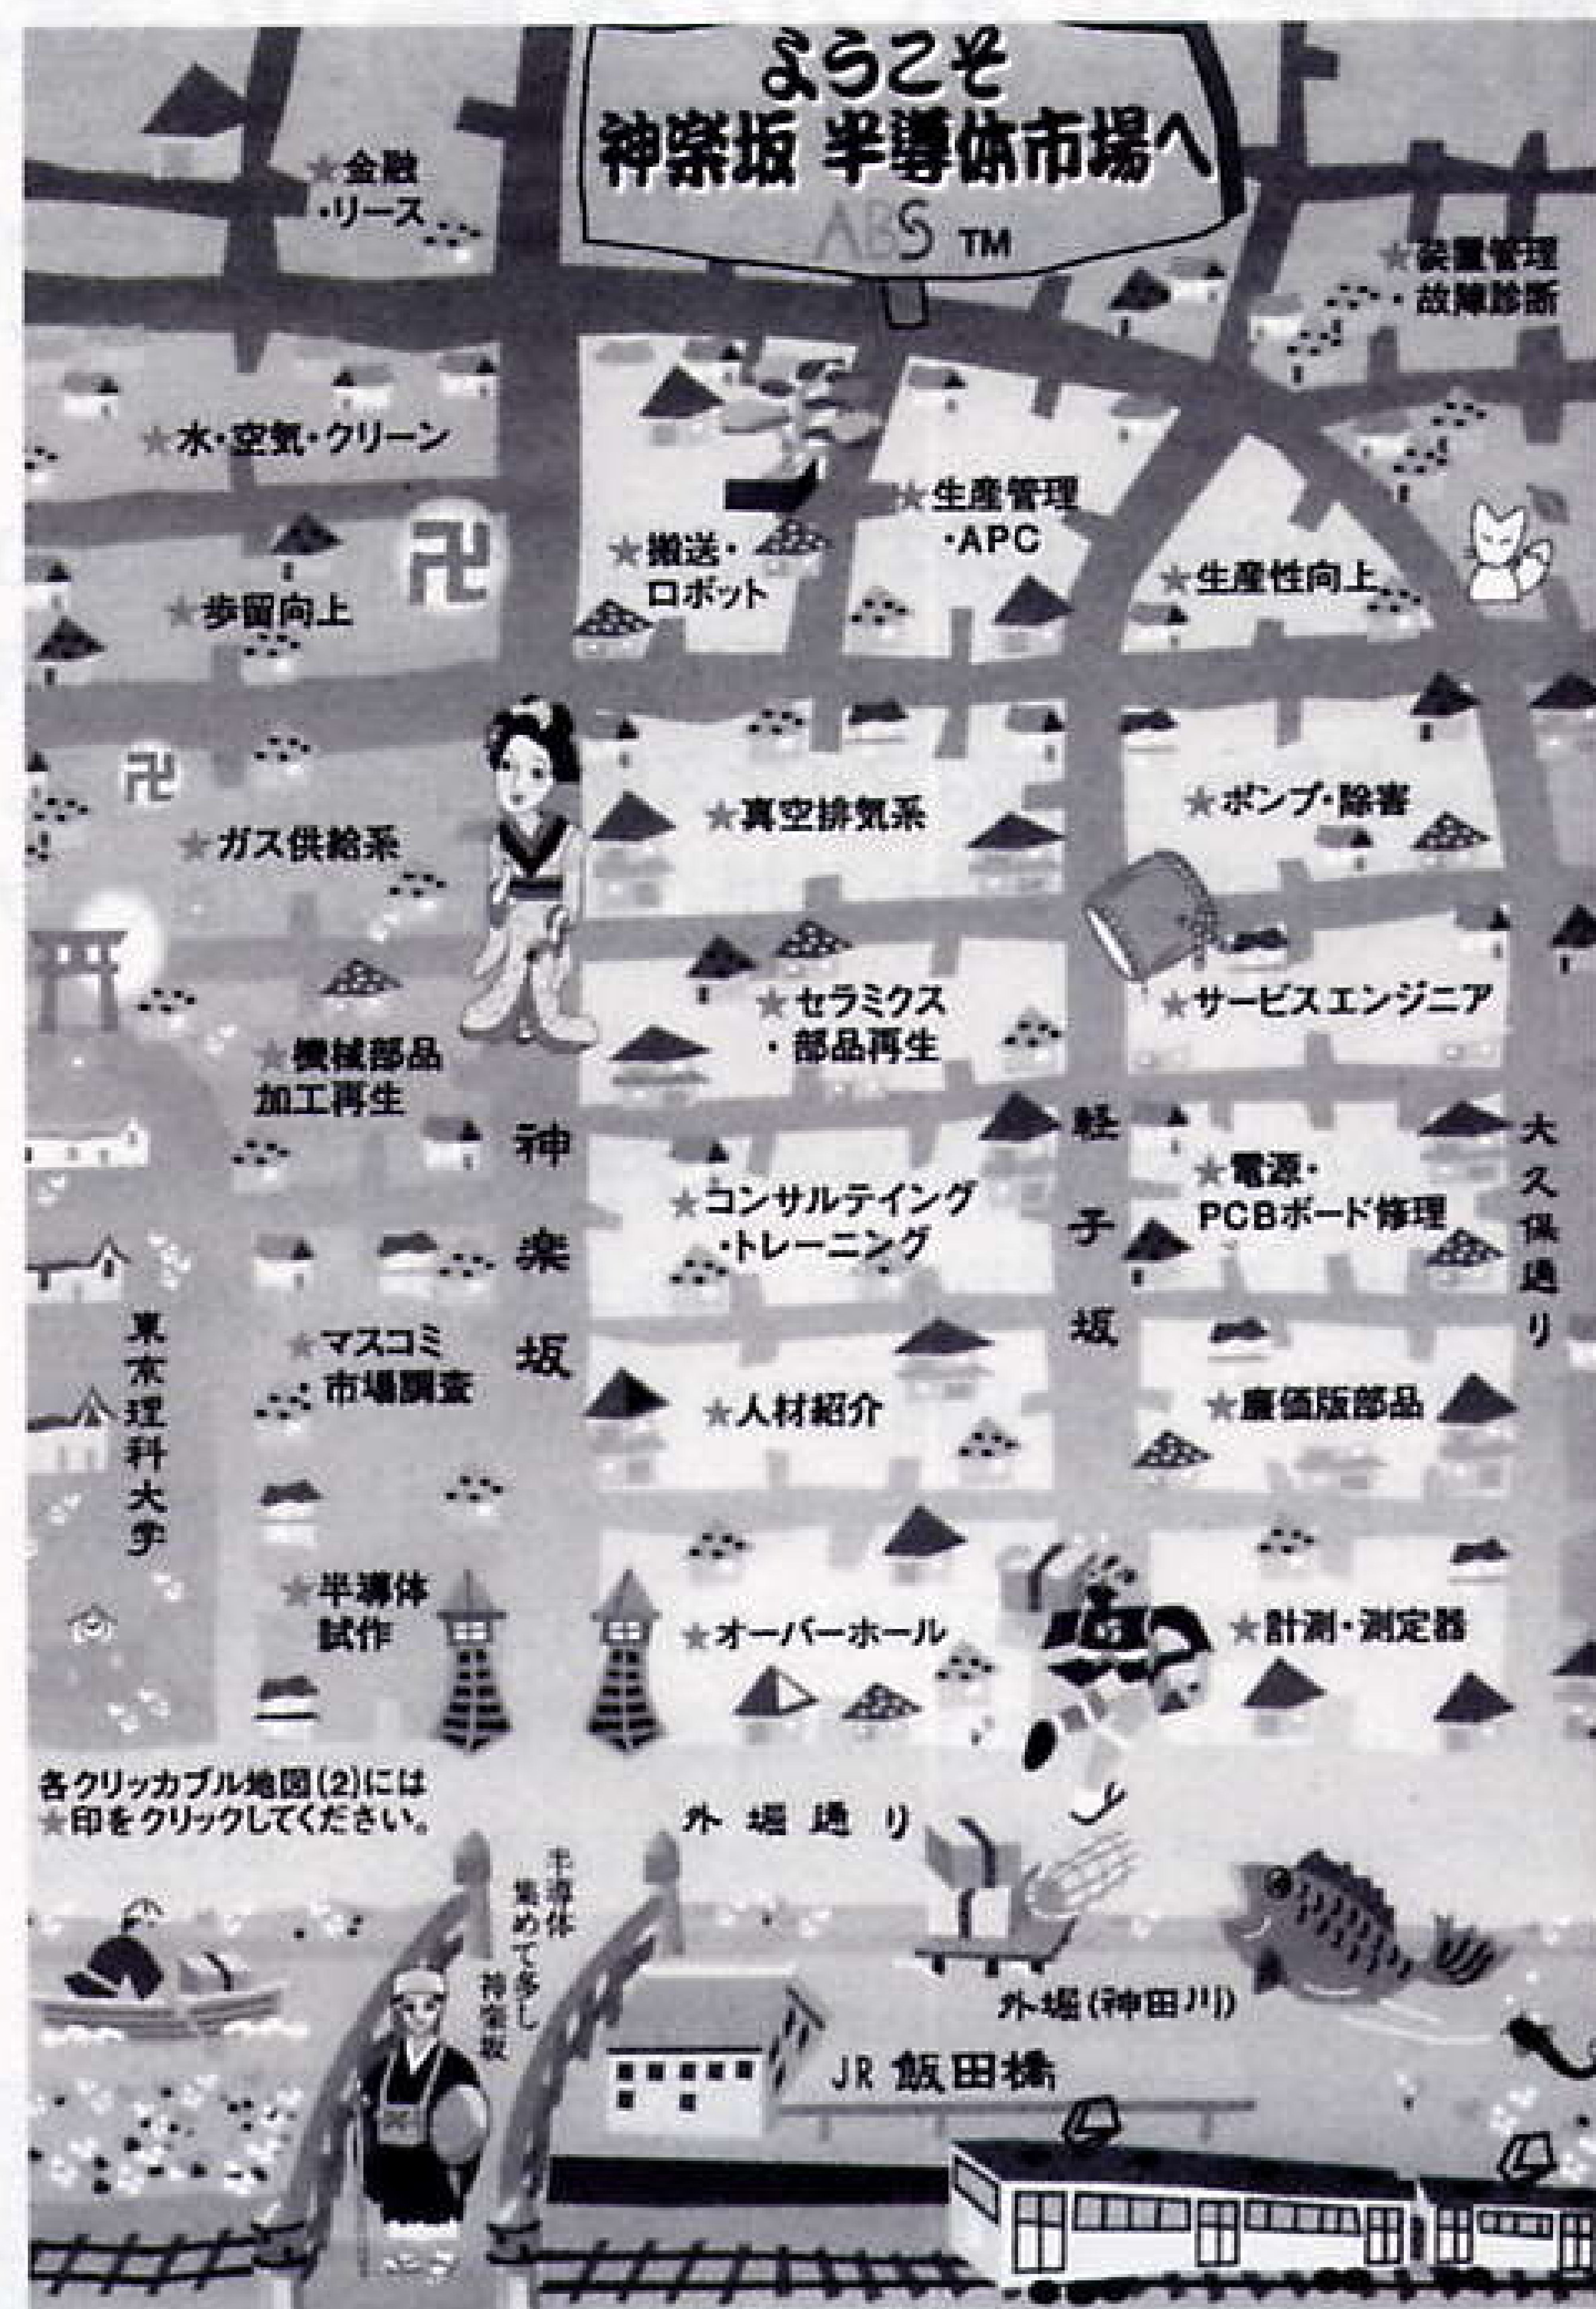 ようこそ
神楽坂 半導体市場へ
ABS TM
★金融
・リース
★装置管理
・故障診断
★水・空気・クリーン
★生産管理
・APC
★搬送・
ロボット
★生産性向上
★歩留向上
★ポンプ・除害
★真空排気系
★ガス供給系
★セラミクス
・部品再生
★サービスエンジニア
★機械部品
加工再生
神楽坂
軽子坂
大久保通り
★電源・
PCBボード修理
★コンサルテイング
・トレーニング
東京理科大学
★マスコミ
市場調査
★人材紹介
★廉価版部品
★半導体
試作
★オーバーホール
★計測・測定器
各クリッカブル地図(2)には
★印をクリックしてください。
外堀通り
半導体
集めて多し
神楽坂
外堀(神田川)
JR 飯田橋